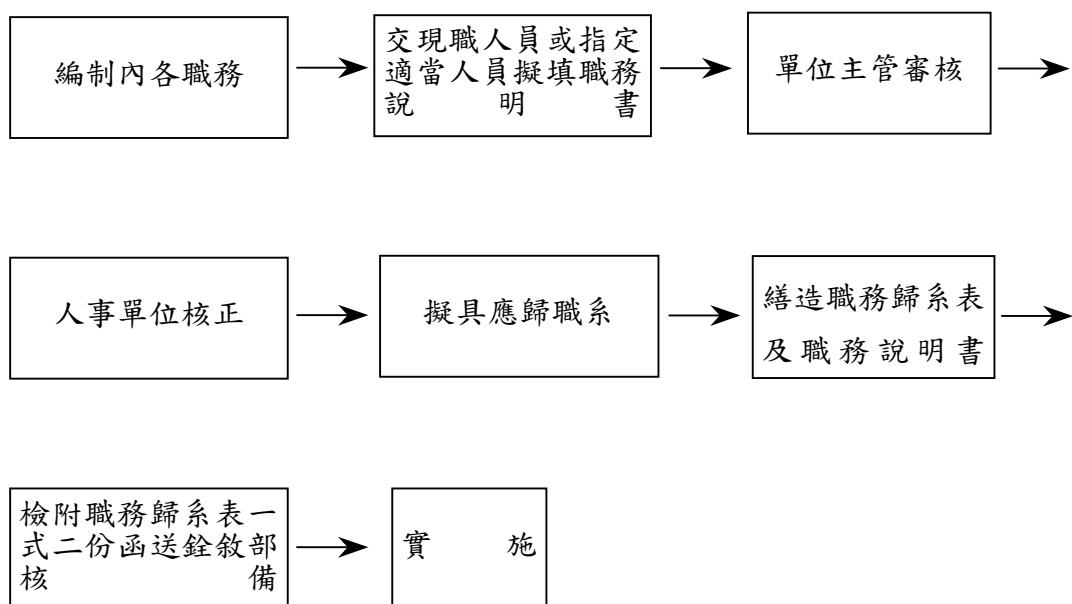 編制內各職務
交現職人員或指定
適當人員擬填職務
說明書
單位主管審核
人事單位核正
擬具應歸職系
繕造職務歸系表
及職務說明書
檢附職務歸系表一
式二份函送銓敘部
核備
實施